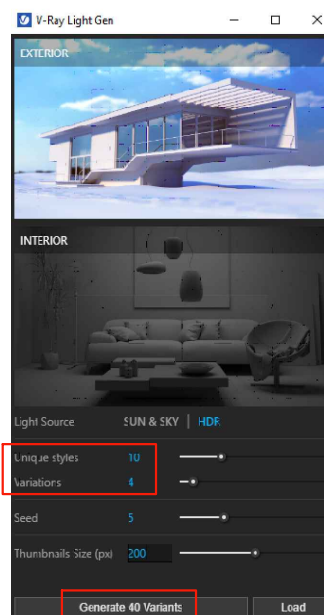 V-Ray Light Gen
EXTERIOR
INTERIOR
Light Source SUN & SKY | HDR
Unique styles 10
Variations 4
Seed 5
Thumbnails Size (px) 200
Generate 40 Variants Load